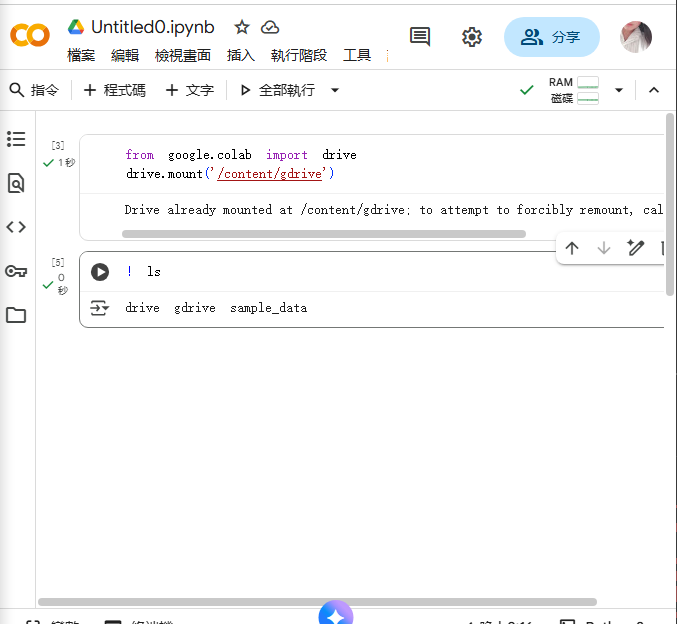 CO Untitled0.ipynb
檔案 編輯 檢視畫面 插入 執行階段 工具
分享
指令 + 程式碼 + 文字 全部執行
RAM
磁碟
[3]
1 秒
from google.colab import drive
drive.mount('/content/gdrive')
Drive already mounted at /content/gdrive; to attempt to forcibly remount, cal
[5]
0
秒
! ls
drive gdrive sample_data